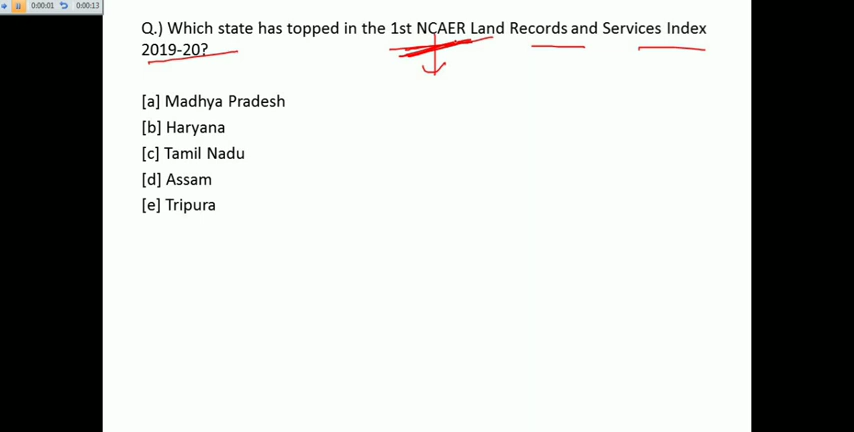 0:00:01 0:00:13
Q.) Which state has topped in the 1st NCAER Land Records and Services Index
2019-20?
[a] Madhya Pradesh
[b] Haryana
[c] Tamil Nadu
[d] Assam
[e] Tripura